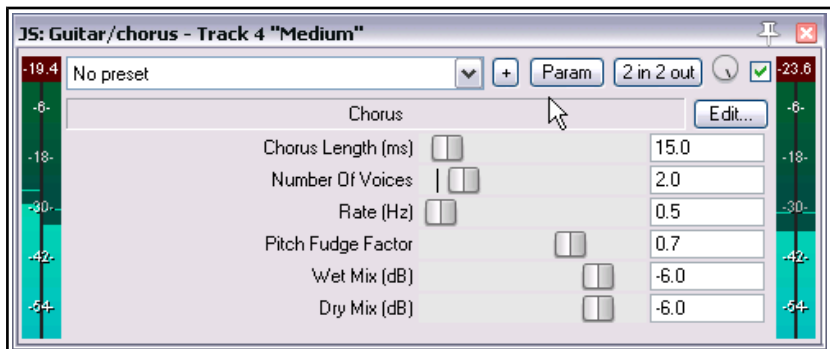 JS: Guitar/chorus - Track 4 "Medium"
-19.4 No preset + Param 2 in 2 out -23.6
-6- Chorus Edit... -6-
Chorus Length (ms) 15.0
-18- -18-
Number Of Voices 2.0
-30- Rate (Hz) 0.5 -30-
Pitch Fudge Factor 0.7
-42- -42-
Wet Mix (dB) -6.0
-54- Dry Mix (dB) -6.0 -54-